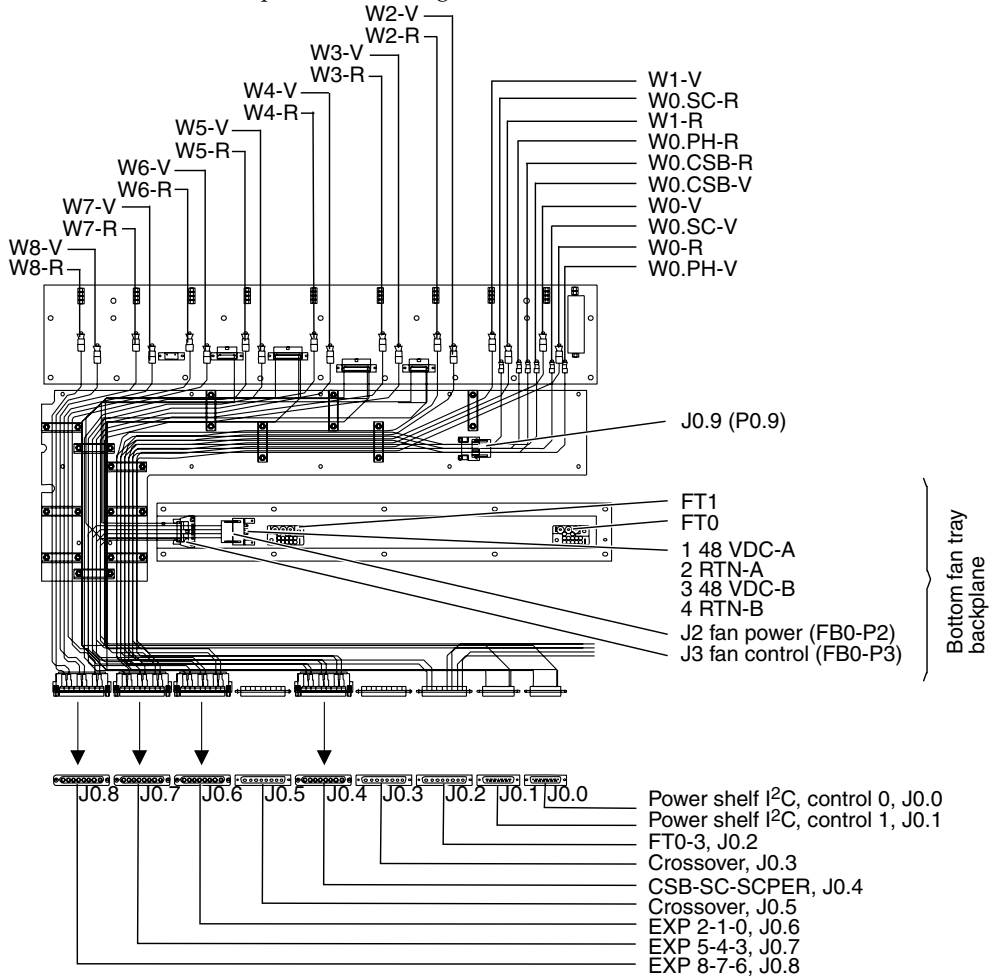 W2-V
W2-R
W3-V
W3-R
W4-V
W4-R
W5-V
W5-R
W6-V
W6-R
W7-V
W7-R
W8-V
W8-R
W1-V
W0.SC-R
W1-R
W0.PH-R
W0.CSB-R
W0.CSB-V
W0-V
W0.SC-V
W0-R
W0.PH-V
J0.9 (P0.9)
FT1
FT0
1 48 VDC-A
2 RTN-A
3 48 VDC-B
4 RTN-B
J2 fan power (FB0-P2)
J3 fan control (FB0-P3)
Bottom fan tray
backplane
J0.8 J0.7 J0.6 J0.5 J0.4 J0.3 J0.2 J0.1 J0.0
Power shelf I²C, control 0, J0.0
Power shelf I²C, control 1, J0.1
FT0-3, J0.2
Crossover, J0.3
CSB-SC-SCPER, J0.4
Crossover, J0.5
EXP 2-1-0, J0.6
EXP 5-4-3, J0.7
EXP 8-7-6, J0.8